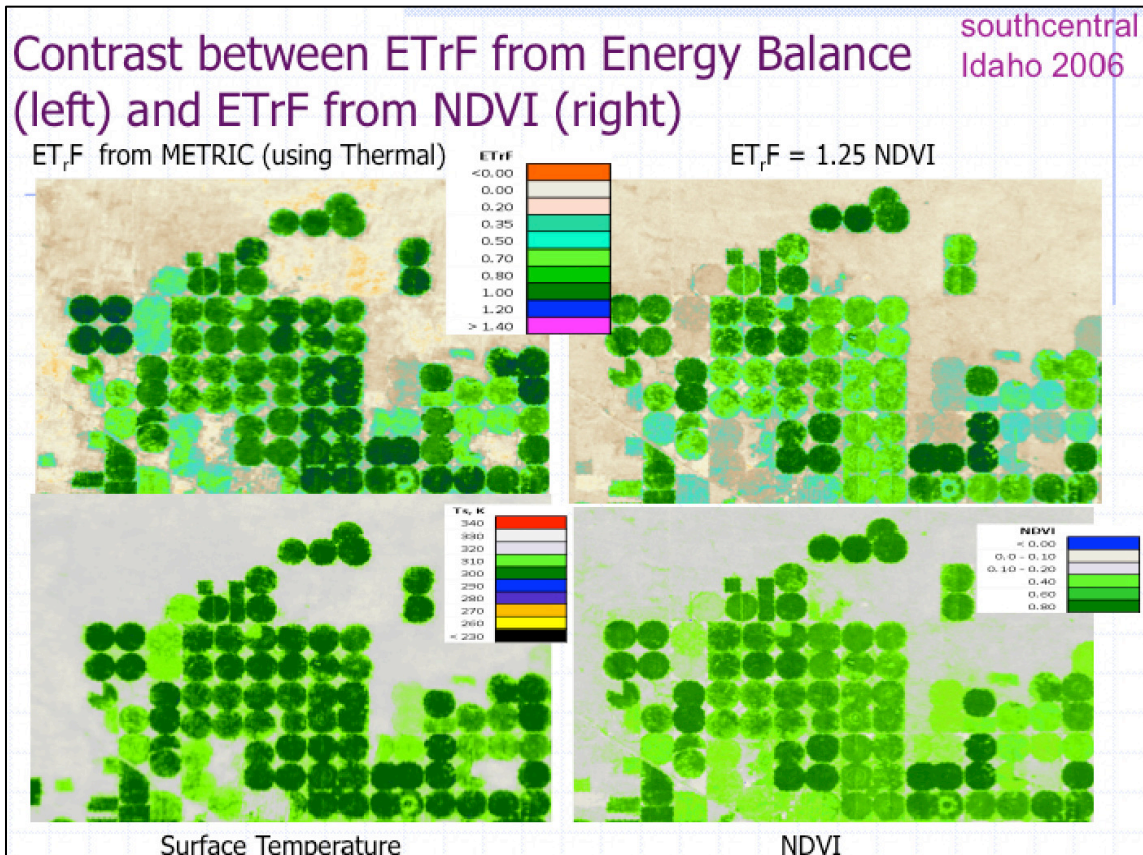 Contrast between ETrF from Energy Balance
(left) and ETrF from NDVI (right)
southcentral
Idaho 2006
ETrF from METRIC (using Thermal)
ETrF = 1.25 NDVI
ETrF
<0.00
0.00
0.20
0.35
0.50
0.70
0.80
1.00
1.20
> 1.40
Ts, K
340
330
320
310
300
290
280
270
260
< 230
NDVI
< 0.00
0.0 - 0.10
0.10 - 0.20
0.40
0.60
0.80
Surface Temperature
NDVI